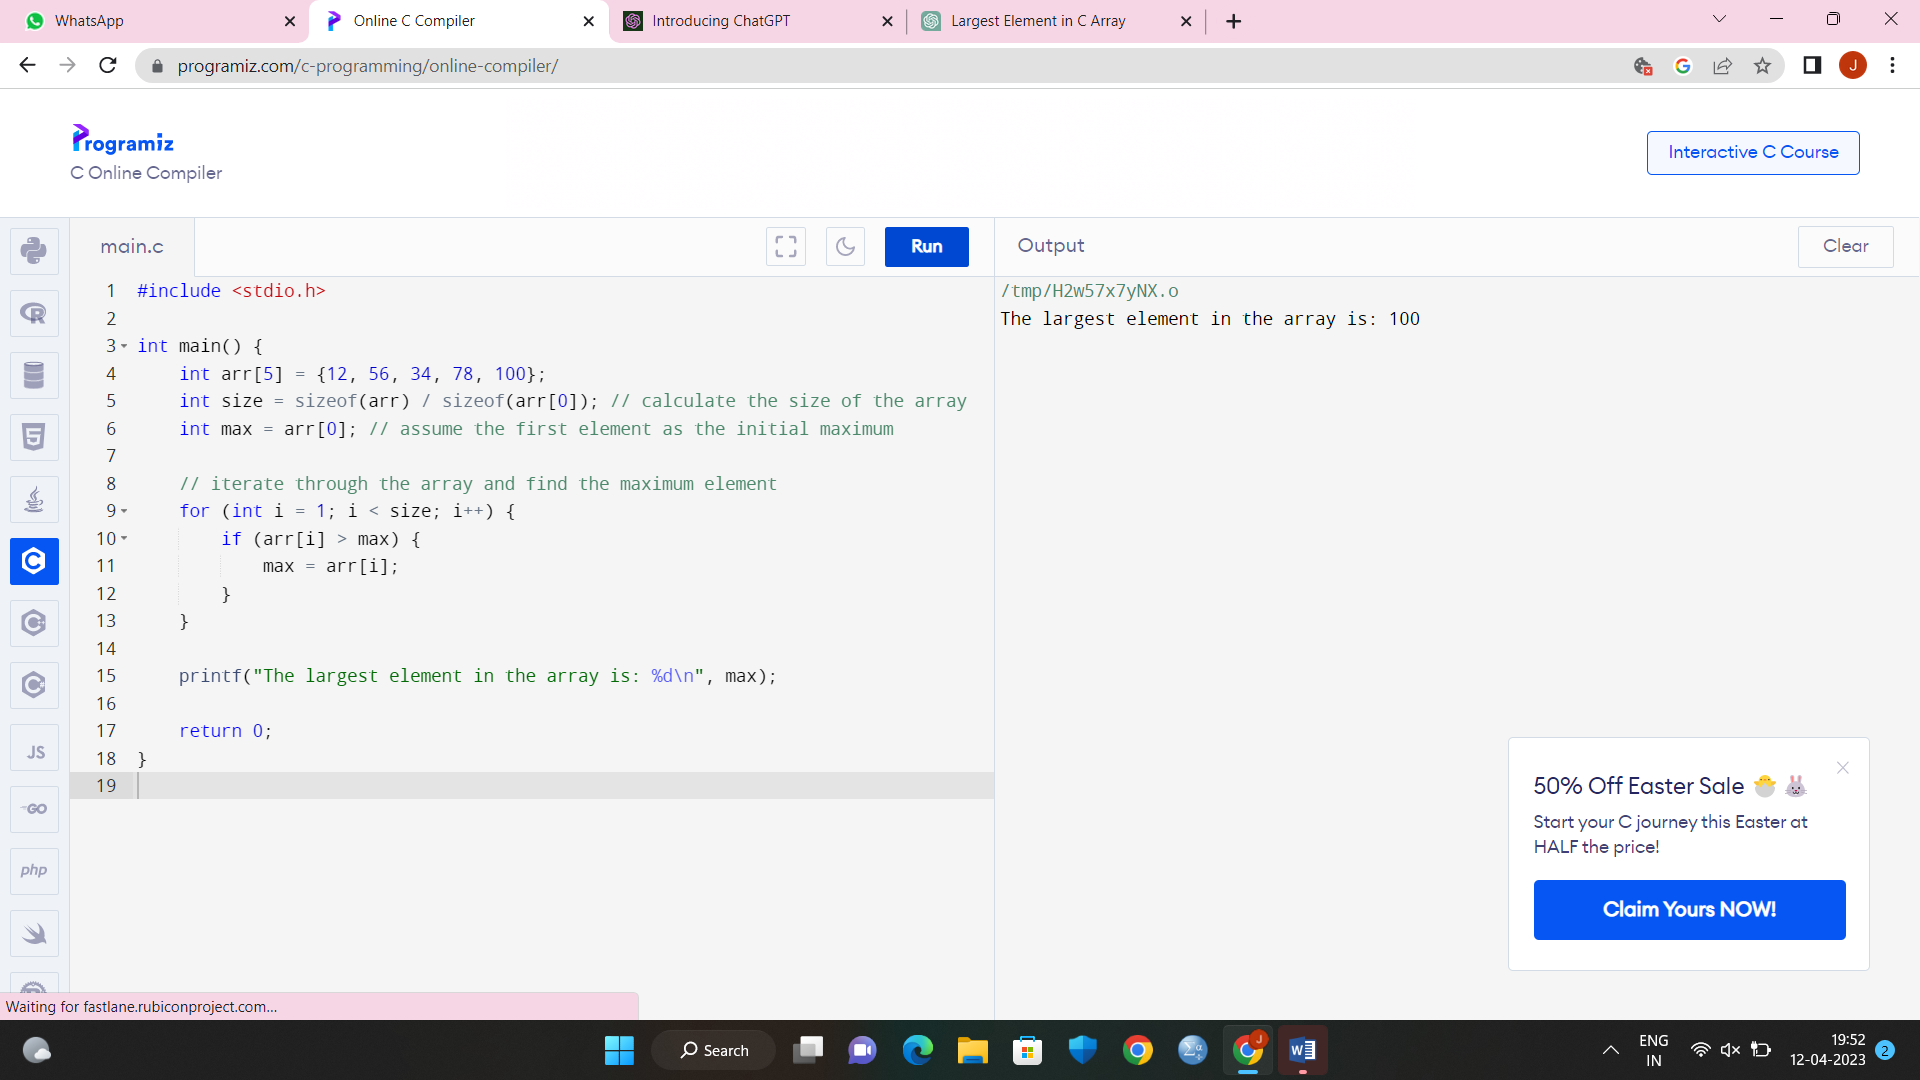 WhatsApp
Online C Compiler
Introducing ChatGPT
Largest Element in C Array
programiz.com/c-programming/online-compiler/
J
Programiz
C Online Compiler
Interactive C Course
main.c
Run
Output
Clear
1 #include <stdio.h>
2
3 int main() {
4 int arr[5] = {12, 56, 34, 78, 100};
5 int size = sizeof(arr) / sizeof(arr[0]); // calculate the size of the array
6 int max = arr[0]; // assume the first element as the initial maximum
7
8 // iterate through the array and find the maximum element
9 for (int i = 1; i < size; i++) {
10 if (arr[i] > max) {
11 max = arr[i];
12 }
13 }
14
15 printf("The largest element in the array is: %d\n", max);
16
17 return 0;
18 }
19
/tmp/H2w57x7yNX.o
The largest element in the array is: 100
JS
GO
php
50% Off Easter Sale 🐣 🐰
Start your C journey this Easter at
HALF the price!
Claim Yours NOW!
Waiting for fastlane.rubiconproject.com...
Search
ENG
IN
19:52
12-04-2023
2